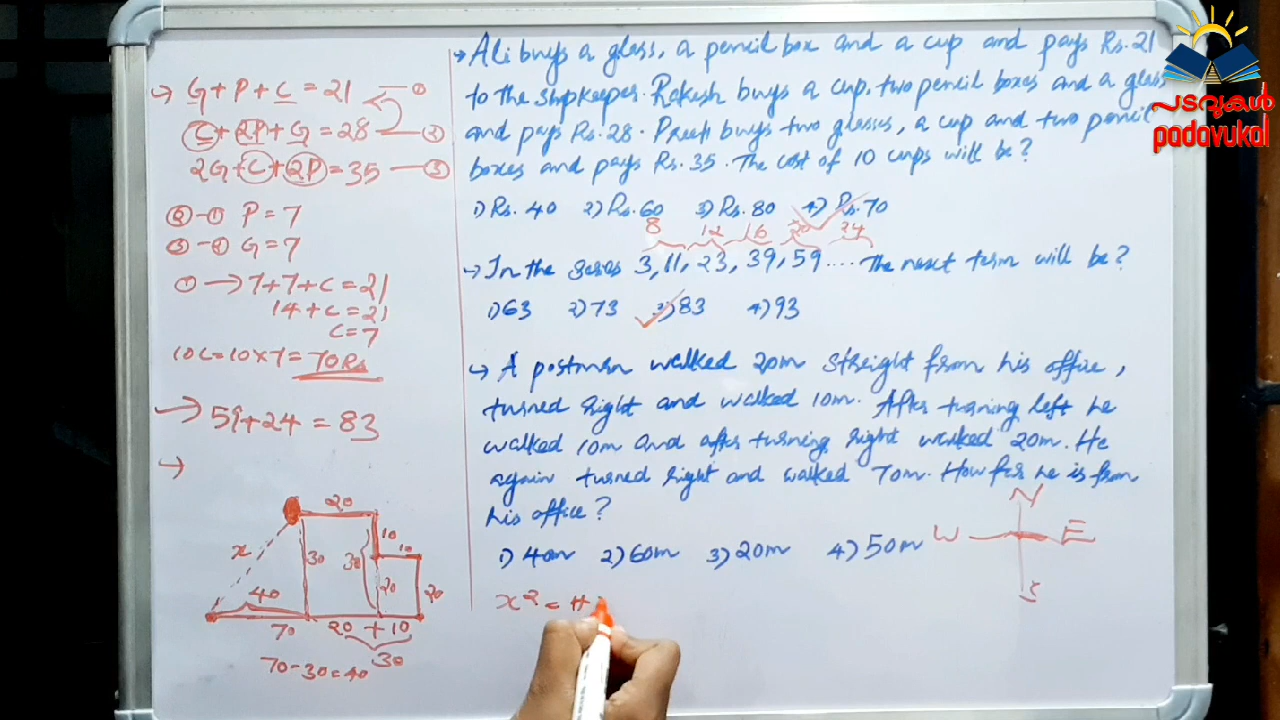 → G + P + C = 21 — ①
C + 2P + G = 28 — ②
2G + C + 2P = 35 — ③
② - ① P = 7
③ - ② G = 7
① → 7 + 7 + C = 21
14 + C = 21
C = 7
10 C = 10 × 7 = 70 Rs
→ 59 + 24 = 83
→
20
10
10
x
30
30
20
20
40
70
20 + 10
30
70 - 30 = 40
→ Ali buys a glass, a pencil box and a cup and pays Rs. 21
to the shpkeeper. Rakesh buys a cup, two pencil boxes and a glass
and pays Rs. 28. Preeti buys two glasses, a cup and two pencil
boxes and pays Rs. 35. The cost of 10 cups will be?
1) Rs. 40 2) Rs. 60 3) Rs. 80 4) Rs. 70
8 12 16 20 24
→ In the series 3, 11, 23, 39, 59 .... The next term will be?
1) 63 2) 73 3) 83 4) 93
→ A postman walked 20m streight from his office,
turned right and walked 10m. After turning left he
walked 10m and after turning right walked 20m. He
again turned right and walked 70m. How far he is from
his office?
1) 40m 2) 60m 3) 20m 4) 50m
N
W E
S
x² =
പടവുകൾ
padavukal